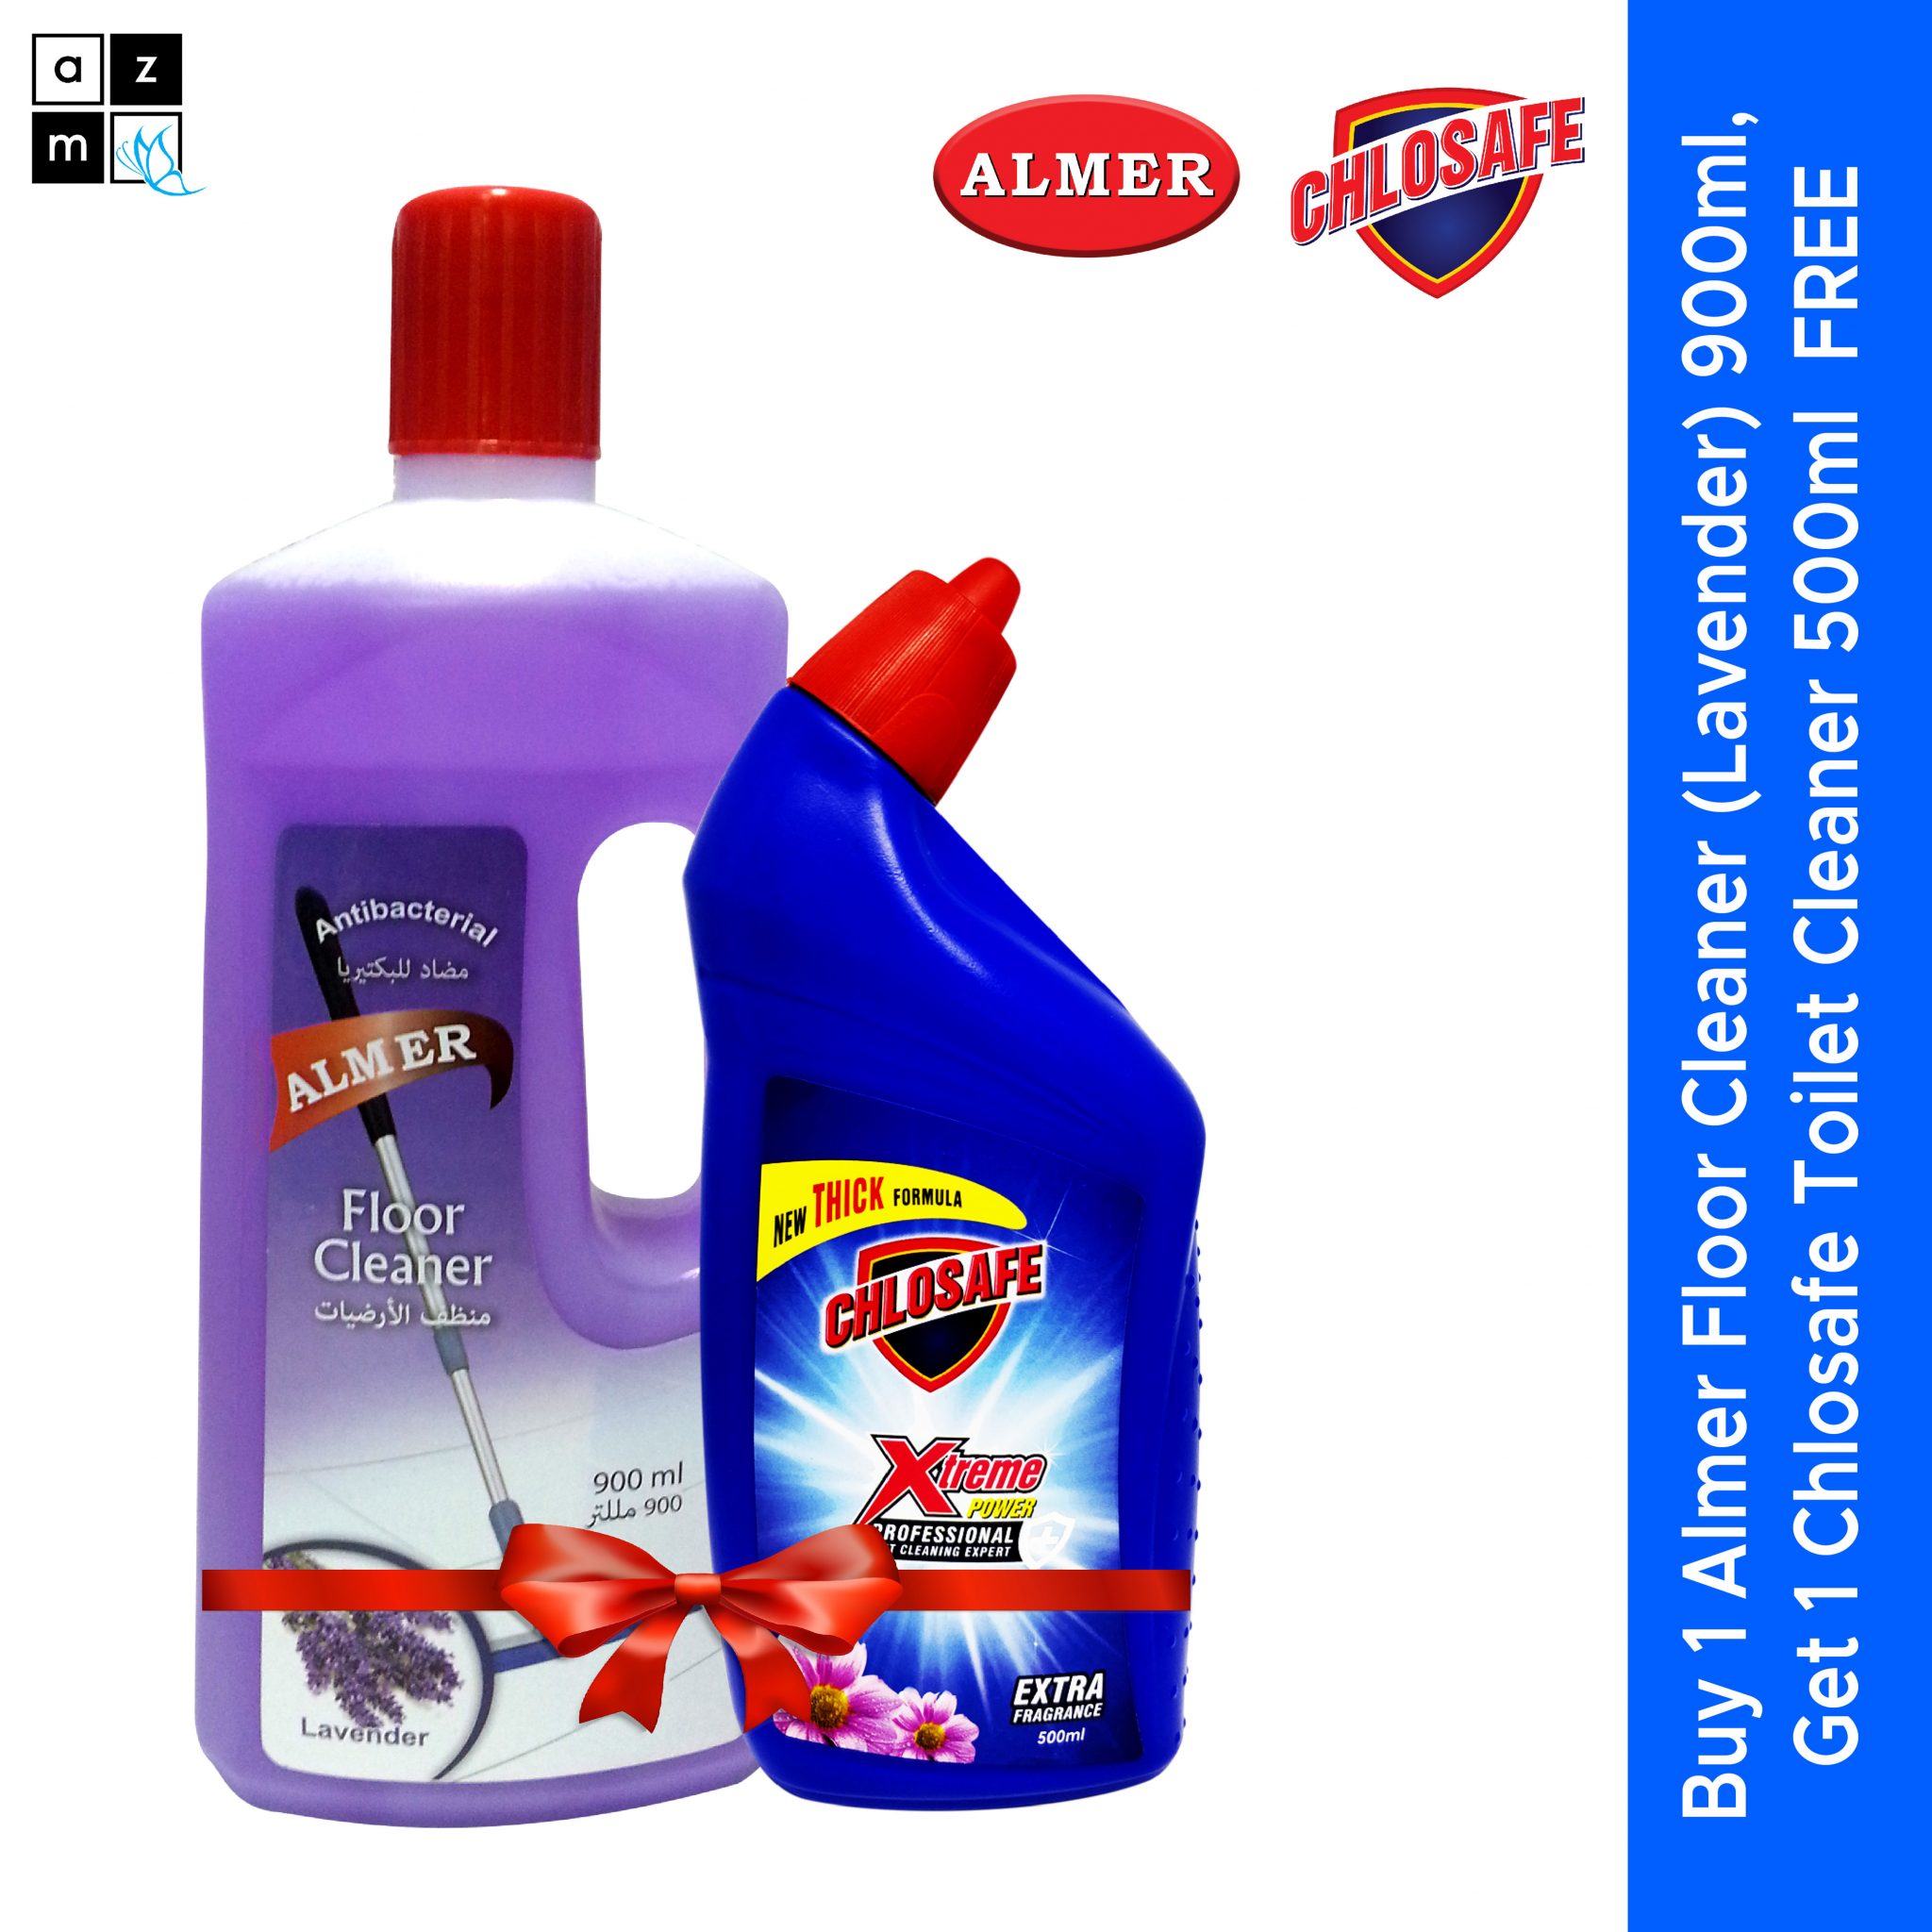 a z
m
ALMER
CHLOSAFE
Antibacterial
مضاد للبكتيريا
ALMER
Floor
Cleaner
منظف الأرضيات
900 ml
900 مللتر
Lavender
NEW THICK FORMULA
CHLOSAFE
Xtreme
POWER
PROFESSIONAL
CLEANING EXPERT
EXTRA
FRAGRANCE
500ml
Buy 1 Almer Floor Cleaner (Lavender) 900ml,
Get 1 Chlosafe Toilet Cleaner 500ml FREE